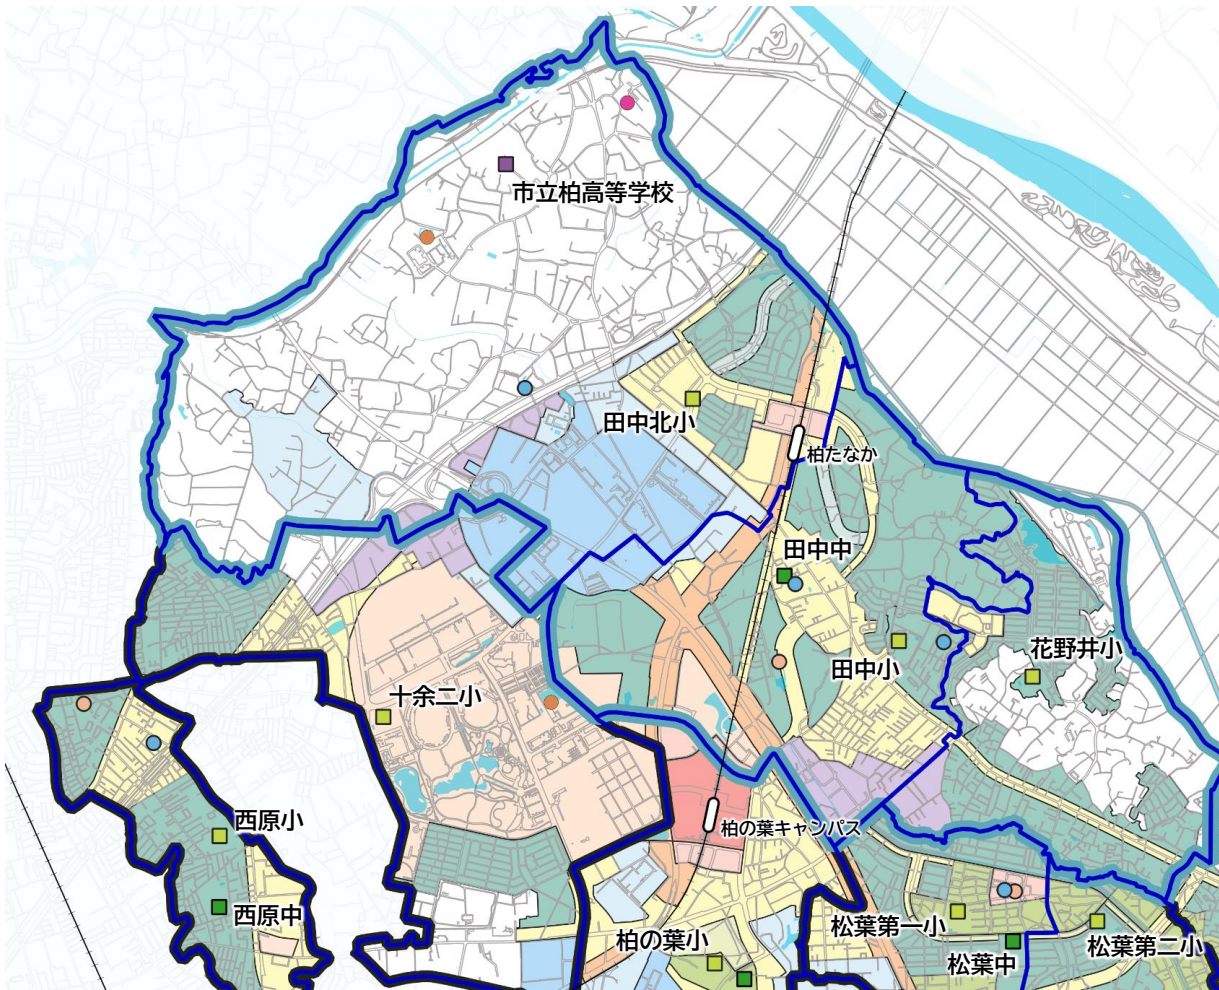 市立柏高等学校
田中北小
柏たなか
田中中
田中小
花野井小
十余二小
西原小
柏の葉キャンパス
西原中
柏の葉小
松葉第一小
松葉中
松葉第二小